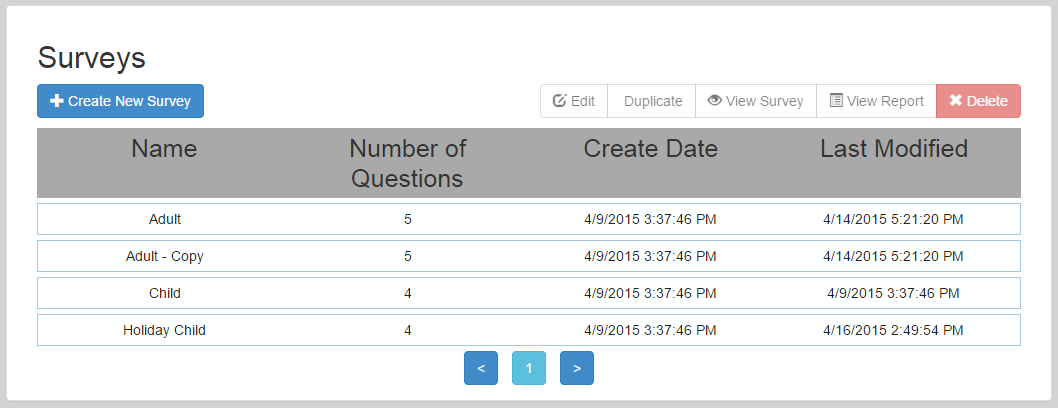 Surveys
Create New Survey Edit Duplicate View Survey View Report Delete
Name Number of Questions Create Date Last Modified
Adult 5 4/9/2015 3:37:46 PM 4/14/2015 5:21:20 PM
Adult - Copy 5 4/9/2015 3:37:46 PM 4/14/2015 5:21:20 PM
Child 4 4/9/2015 3:37:46 PM 4/9/2015 3:37:46 PM
Holiday Child 4 4/9/2015 3:37:46 PM 4/16/2015 2:49:54 PM
< 1 >